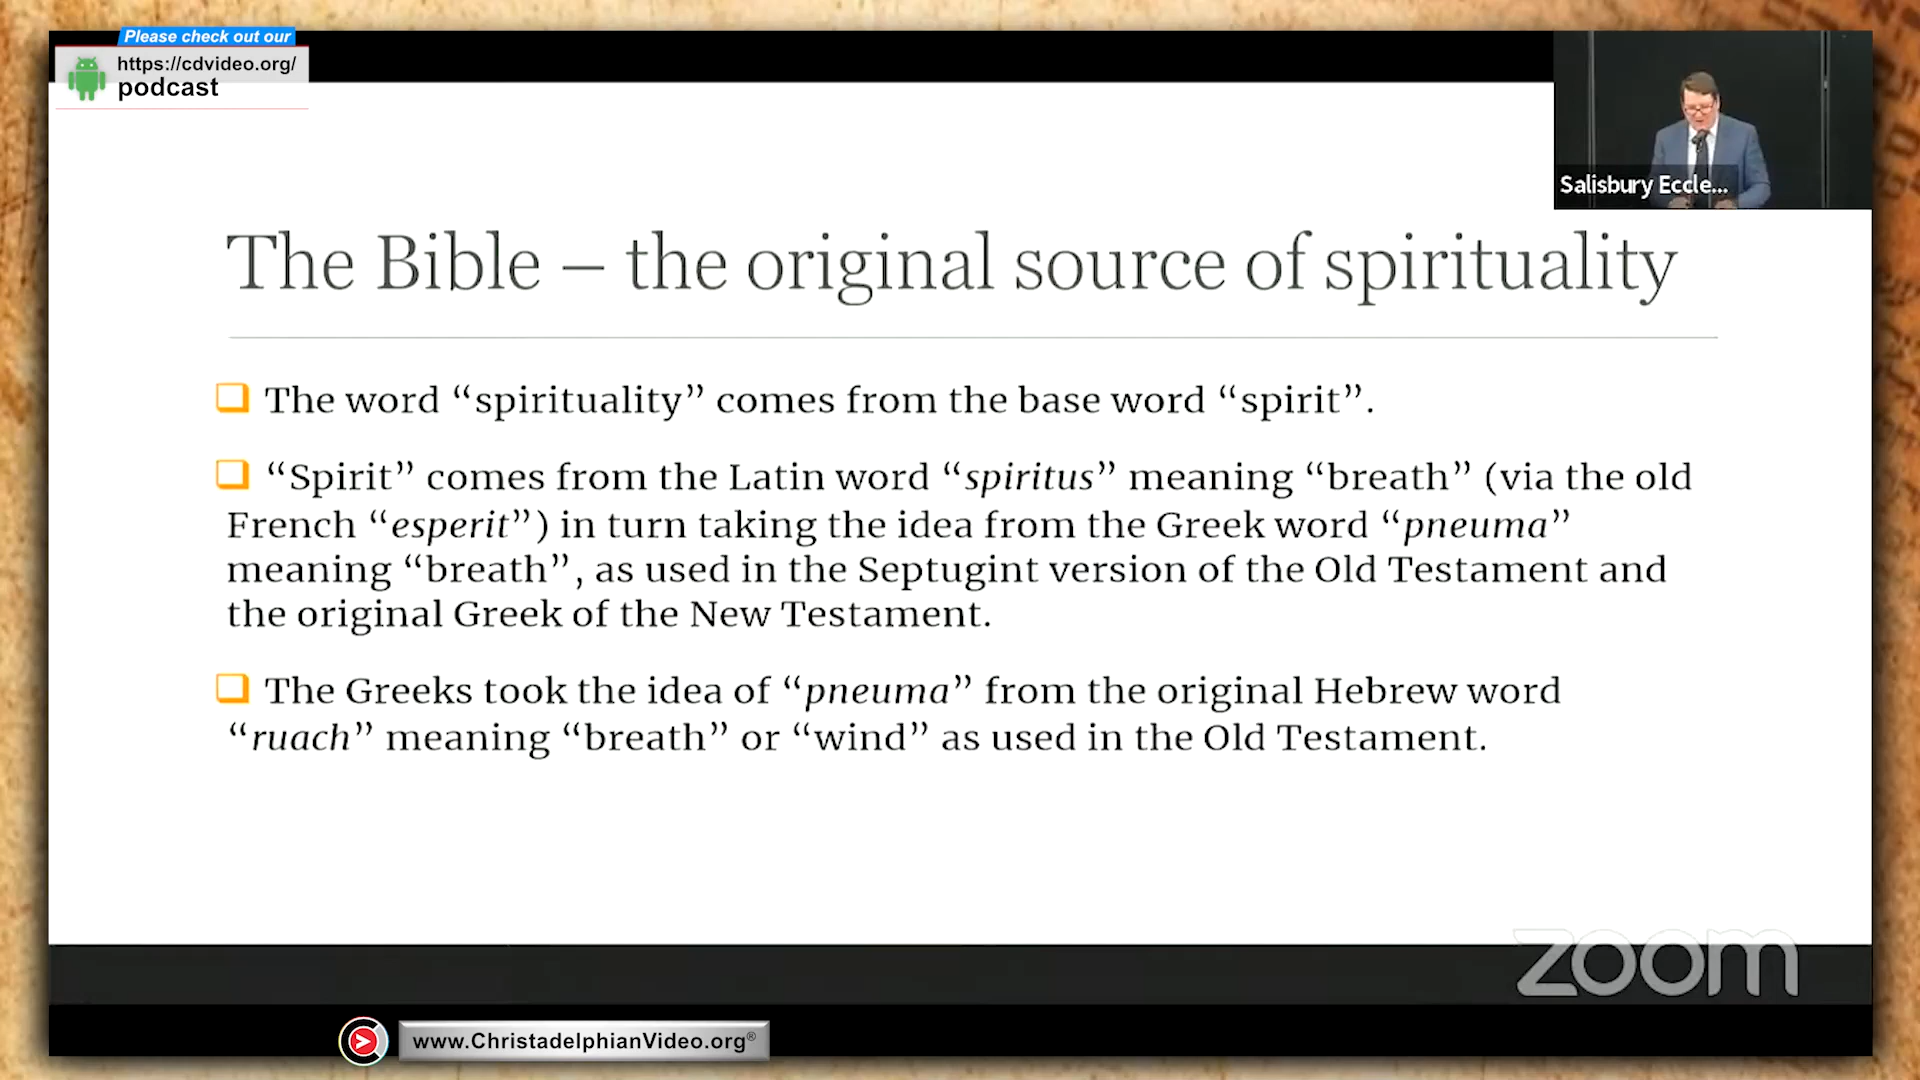 Please check out our
https://cdvideo.org/
podcast
Salisbury Eccle...
The Bible – the original source of spirituality
The word “spirituality” comes from the base word “spirit”.
“Spirit” comes from the Latin word “spiritus” meaning “breath” (via the old
French “esperit”) in turn taking the idea from the Greek word “pneuma”
meaning “breath”, as used in the Septugint version of the Old Testament and
the original Greek of the New Testament.
The Greeks took the idea of “pneuma” from the original Hebrew word
“ruach” meaning “breath” or “wind” as used in the Old Testament.
zoom
www.ChristadelphianVideo.org®